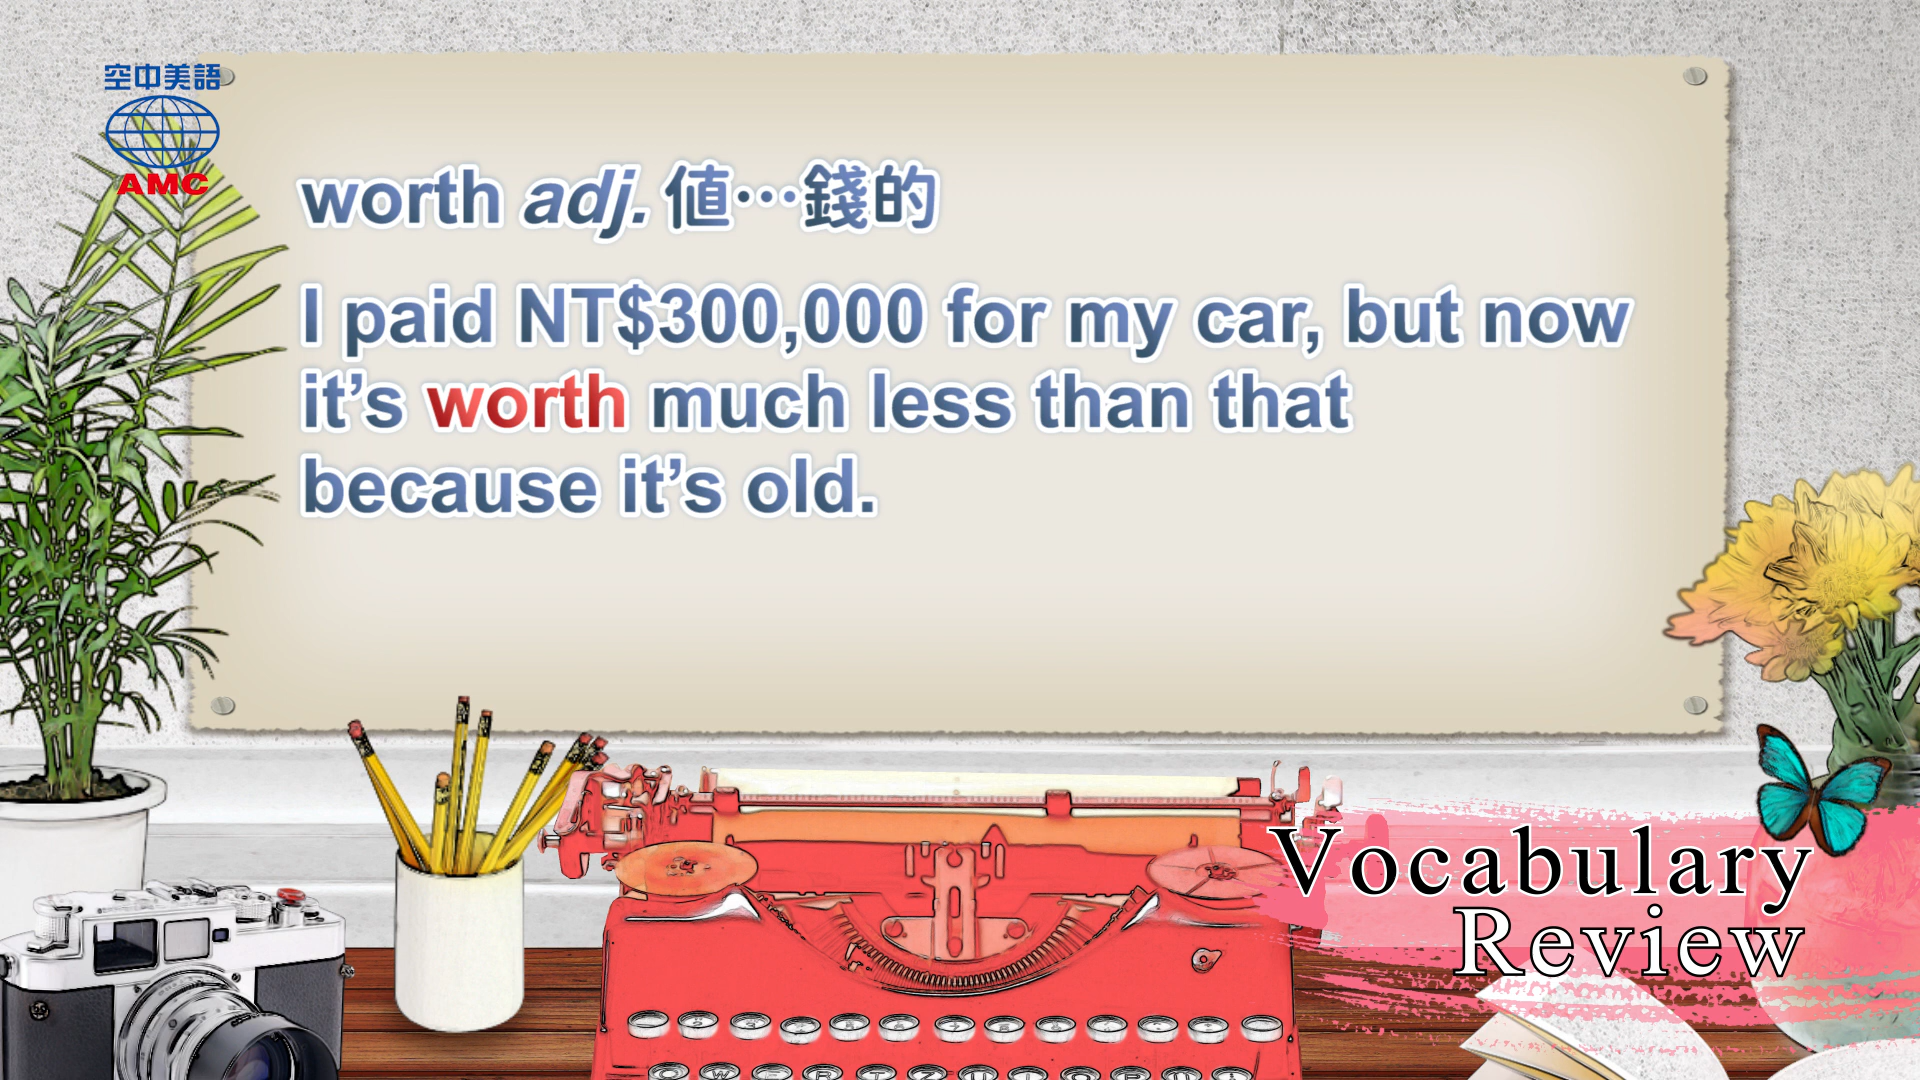 空中美語
AMC
worth adj. 值…錢的
I paid NT$300,000 for my car, but now
it’s worth much less than that
because it’s old.
Vocabulary
Review